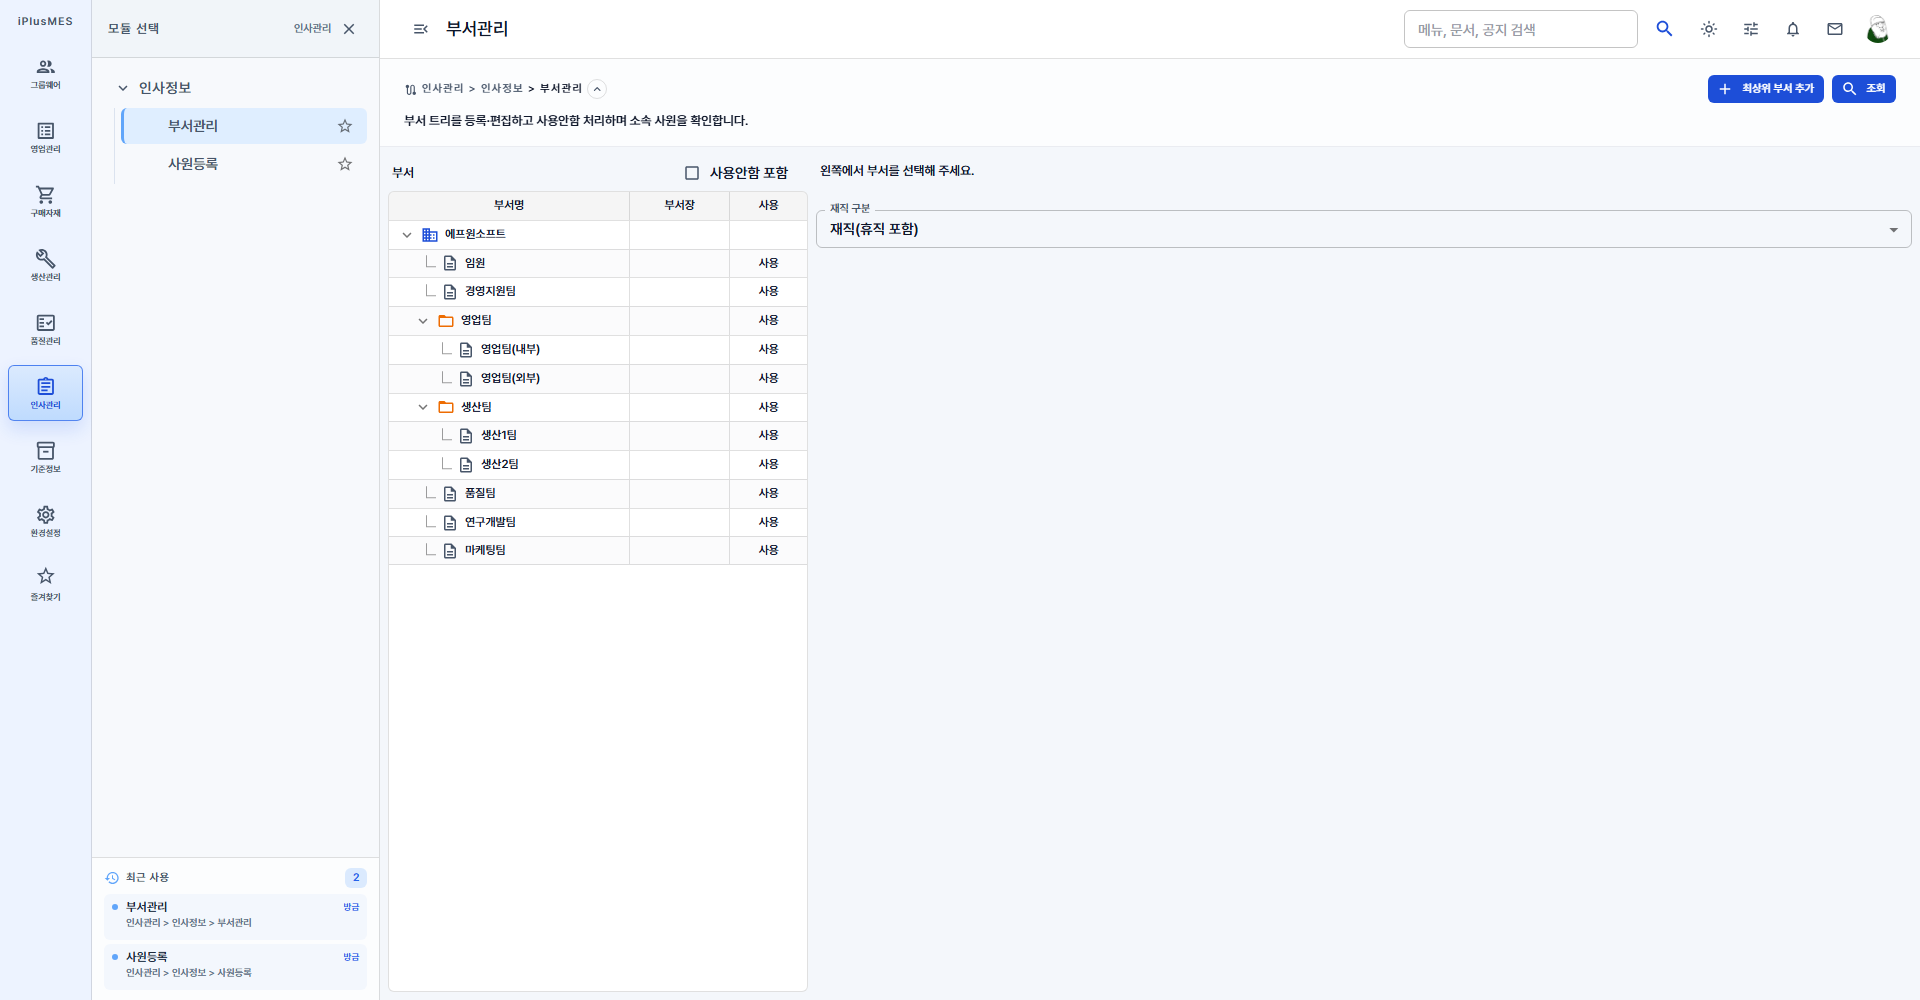 iPlusMES
그룹웨어
영업관리
구매자재
생산관리
품질관리
인사관리
기준정보
환경설정
즐겨찾기
모듈 선택
인사관리
인사정보
부서관리
사원등록
최근 사용
2
부서관리
방금
인사관리 > 인사정보 > 부서관리
사원등록
방금
인사관리 > 인사정보 > 사원등록
부서관리
메뉴, 문서, 공지 검색
인사관리 > 인사정보 > 부서관리
최상위 부서 추가
조회
부서 트리를 등록·편집하고 사용안함 처리하며 소속 사원을 확인합니다.
부서
사용안함 포함
부서명 부서장 사용
에프원소프트
임원 사용
경영지원팀 사용
영업팀 사용
영업팀(내부) 사용
영업팀(외부) 사용
생산팀 사용
생산1팀 사용
생산2팀 사용
품질팀 사용
연구개발팀 사용
마케팅팀 사용
왼쪽에서 부서를 선택해 주세요.
재직 구분
재직(휴직 포함)